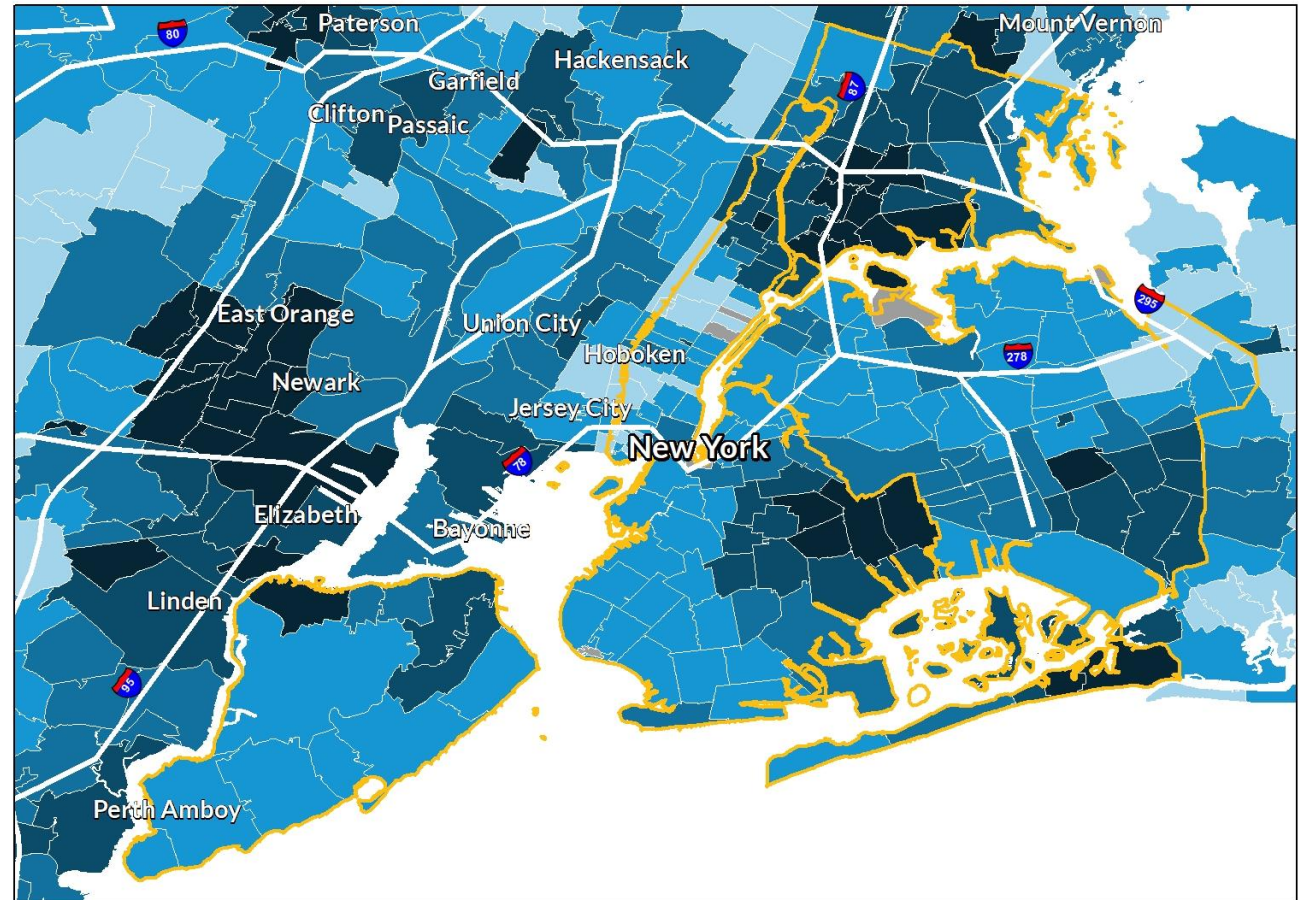 Paterson
Mount Vernon
80
Hackensack
Garfield
87
Clifton
Passaic
295
East Orange
Union City
Hoboken
278
Newark
Jersey City
New York
78
Elizabeth
Bayonne
Linden
95
Perth Amboy